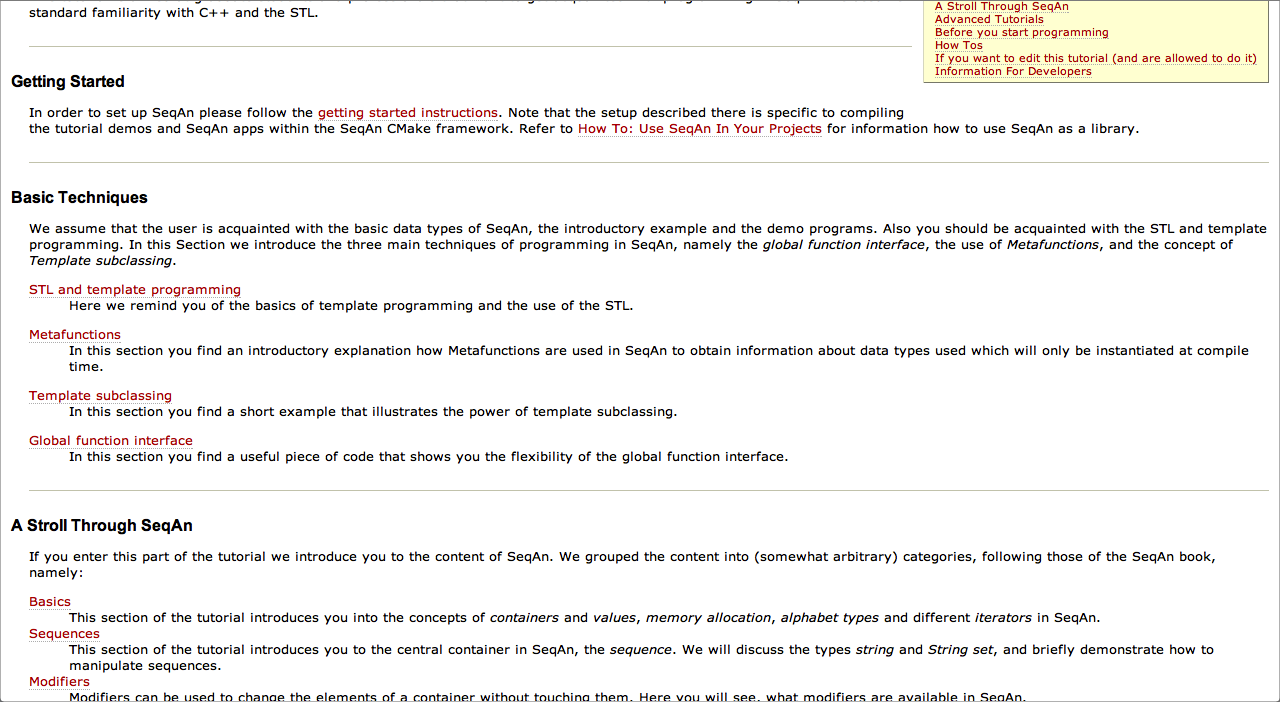 standard familiarity with C++ and the STL.
A Stroll Through SeqAn
Advanced Tutorials
Before you start programming
How Tos
If you want to edit this tutorial (and are allowed to do it)
Information For Developers
Getting Started
In order to set up SeqAn please follow the getting started instructions. Note that the setup described there is specific to compiling
the tutorial demos and SeqAn apps within the SeqAn CMake framework. Refer to How To: Use SeqAn In Your Projects for information how to use SeqAn as a library.
Basic Techniques
We assume that the user is acquainted with the basic data types of SeqAn, the introductory example and the demo programs. Also you should be acquainted with the STL and template
programming. In this Section we introduce the three main techniques of programming in SeqAn, namely the global function interface, the use of Metafunctions, and the concept of
Template subclassing.
STL and template programming
Here we remind you of the basics of template programming and the use of the STL.
Metafunctions
In this section you find an introductory explanation how Metafunctions are used in SeqAn to obtain information about data types used which will only be instantiated at compile
time.
Template subclassing
In this section you find a short example that illustrates the power of template subclassing.
Global function interface
In this section you find a useful piece of code that shows you the flexibility of the global function interface.
A Stroll Through SeqAn
If you enter this part of the tutorial we introduce you to the content of SeqAn. We grouped the content into (somewhat arbitrary) categories, following those of the SeqAn book,
namely:
Basics
This section of the tutorial introduces you into the concepts of containers and values, memory allocation, alphabet types and different iterators in SeqAn.
Sequences
This section of the tutorial introduces you to the central container in SeqAn, the sequence. We will discuss the types string and String set, and briefly demonstrate how to
manipulate sequences.
Modifiers
Modifiers can be used to change the elements of a container without touching them. Here you will see, what modifiers are available in SeqAn.